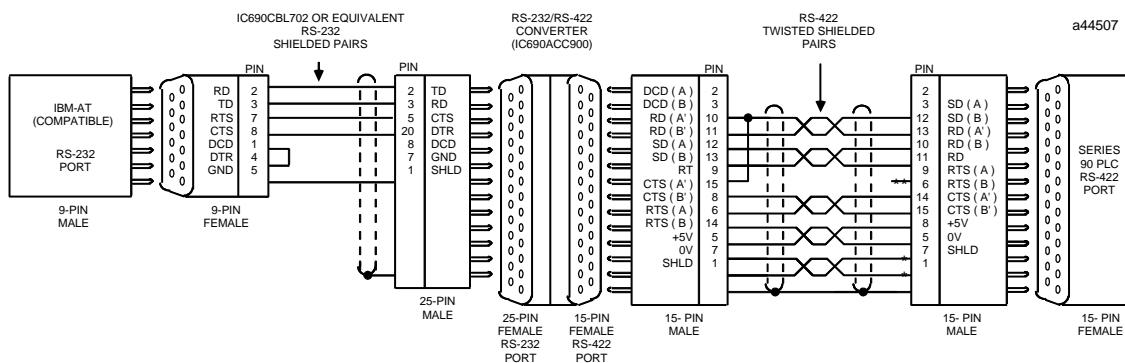 IC690CBL702 OR EQUIVALENT
RS-232
SHIELDED PAIRS
RS-232/RS-422
CONVERTER
(IC690ACC900)
RS-422
TWISTED SHIELDED
PAIRS
a44507
IBM-AT
(COMPATIBLE)
RS-232
PORT
9-PIN
MALE
PIN
RD 2
TD 3
RTS 7
CTS 8
DCD 1
DTR 4
GND 5
9-PIN
FEMALE
PIN
2 TD
3 RD
5 CTS
20 DTR
8 DCD
7 GND
1 SHLD
25-PIN
MALE
25-PIN
FEMALE
RS-232
PORT
15-PIN
FEMALE
RS-422
PORT
PIN
DCD ( A ) 2
DCD ( B ) 3
RD ( A' ) 10
RD ( B' ) 11
SD ( A ) 12
SD ( B ) 13
RT 9
CTS ( A' ) 15
CTS ( B' ) 8
RTS ( A ) 6
RTS ( B ) 14
+5V 5
0V 7
SHLD 1
15- PIN
MALE
**
*
*
PIN
2
3 SD ( A )
12 SD ( B )
13 RD ( A' )
10 RD ( B' )
11 RD
9 RTS ( A )
6 RTS ( B )
14 CTS ( A' )
15 CTS ( B' )
8 +5V
5 0V
7 SHLD
1
15- PIN
MALE
SERIES
90 PLC
RS-422
PORT
15- PIN
FEMALE